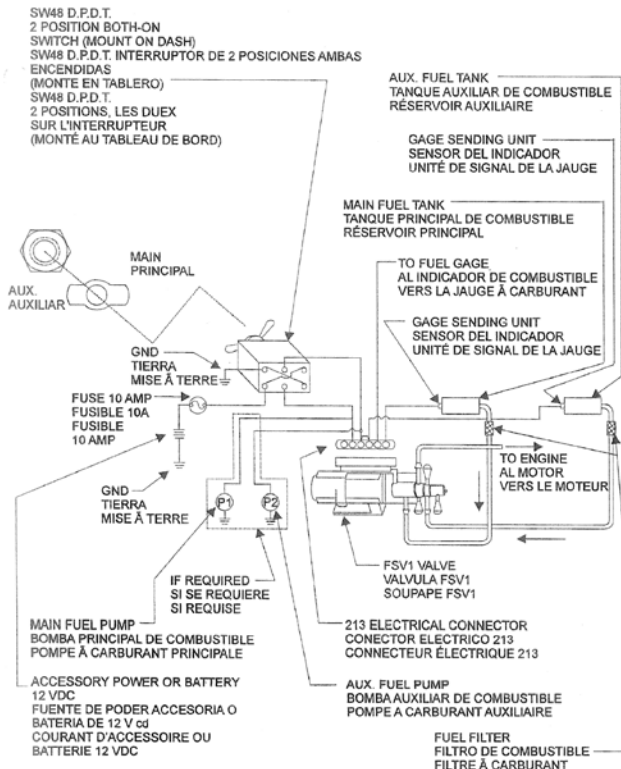 SW48 D.P.D.T.
2 POSITION BOTH-ON
SWITCH (MOUNT ON DASH)
SW48 D.P.D.T. INTERRUPTOR DE 2 POSICIONES AMBAS
ENCENDIDAS
(MONTE EN TABLERO)
SW48 D.P.D.T.
2 POSITIONS, LES DUEX
SUR L'INTERRUPTEUR
(MONTÉ AU TABLEAU DE BORD)
AUX. FUEL TANK
TANQUE AUXILIAR DE COMBUSTIBLE
RÉSERVOIR AUXILIAIRE
GAGE SENDING UNIT
SENSOR DEL INDICADOR
UNITÉ DE SIGNAL DE LA JAUGE
MAIN FUEL TANK
TANQUE PRINCIPAL DE COMBUSTIBLE
RÉSERVOIR PRINCIPAL
MAIN
PRINCIPAL
AUX.
AUXILIAR
TO FUEL GAGE
AL INDICADOR DE COMBUSTIBLE
VERS LA JAUGE À CARBURANT
GAGE SENDING UNIT
SENSOR DEL INDICADOR
UNITÉ DE SIGNAL DE LA JAUGE
GND
TIERRA
MISE À TERRE
FUSE 10 AMP
FUSIBLE 10A
FUSIBLE
10 AMP
TO ENGINE
AL MOTOR
VERS LE MOTEUR
GND
TIERRA
MISE À TERRE
P1
P2
FSV1 VALVE
VALVULA FSV1
SOUPAPE FSV1
IF REQUIRED
SI SE REQUIERE
SI REQUISE
MAIN FUEL PUMP
BOMBA PRINCIPAL DE COMBUSTIBLE
POMPE À CARBURANT PRINCIPALE
213 ELECTRICAL CONNECTOR
CONECTOR ELECTRICO 213
CONNECTEUR ÉLECTRIQUE 213
ACCESSORY POWER OR BATTERY
12 VDC
FUENTE DE PODER ACCESORIA O
BATERIA DE 12 V cd
COURANT D'ACCESSOIRE OU
BATTERIE 12 VDC
AUX. FUEL PUMP
BOMBA AUXILIAR DE COMBUSTIBLE
POMPE A CARBURANT AUXILIAIRE
FUEL FILTER
FILTRO DE COMBUSTIBLE
FILTRE À CARBURANT